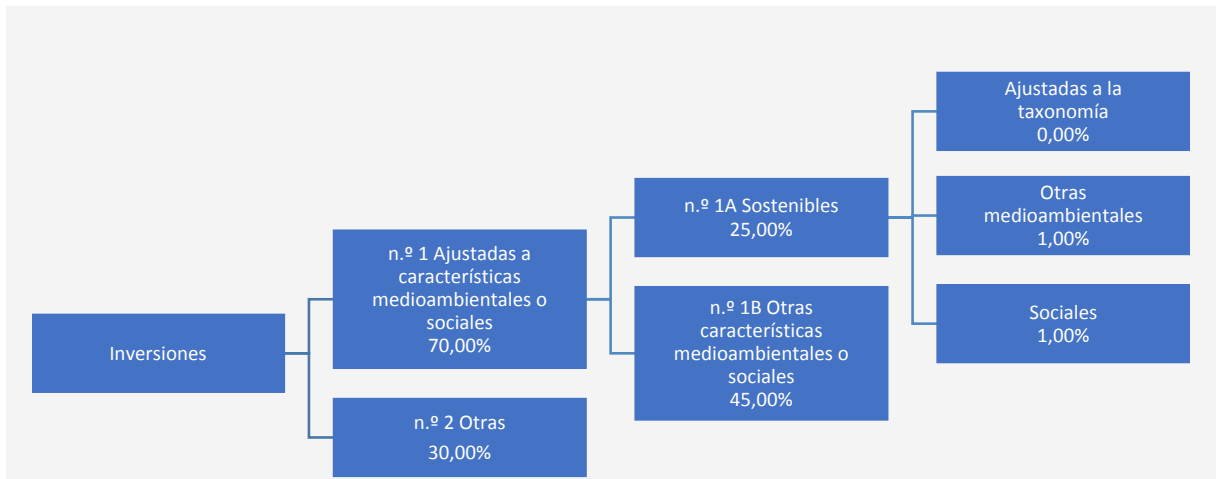 Inversiones
n.º 1 Ajustadas a
características
medioambientales o
sociales
70,00%
n.º 2 Otras
30,00%
n.º 1A Sostenibles
25,00%
n.º 1B Otras
características
medioambientales o
sociales
45,00%
Ajustadas a la
taxonomía
0,00%
Otras
medioambientales
1,00%
Sociales
1,00%